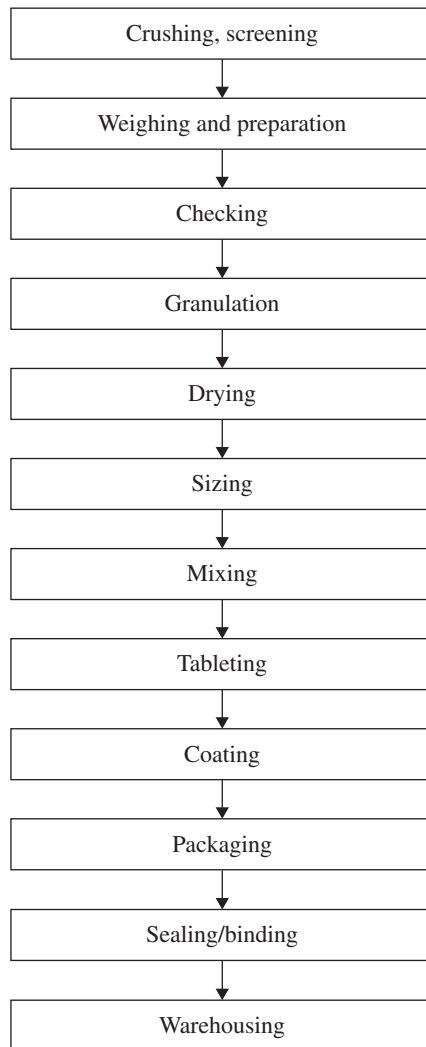 Crushing, screening
Weighing and preparation
Checking
Granulation
Drying
Sizing
Mixing
Tableting
Coating
Packaging
Sealing/binding
Warehousing